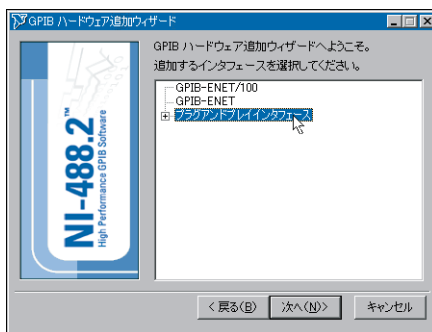 GPIB ハードウェア追加ウィザード
GPIB ハードウェア追加ウィザードへようこそ。
追加するインタフェースを選択してください。
GPIB-ENET/100
GPIB-ENET
プラグアンドプレイインタフェース
NI-488.2™
High Performance GPIB Software
< 戻る(B)
次へ(N)>
キャンセル